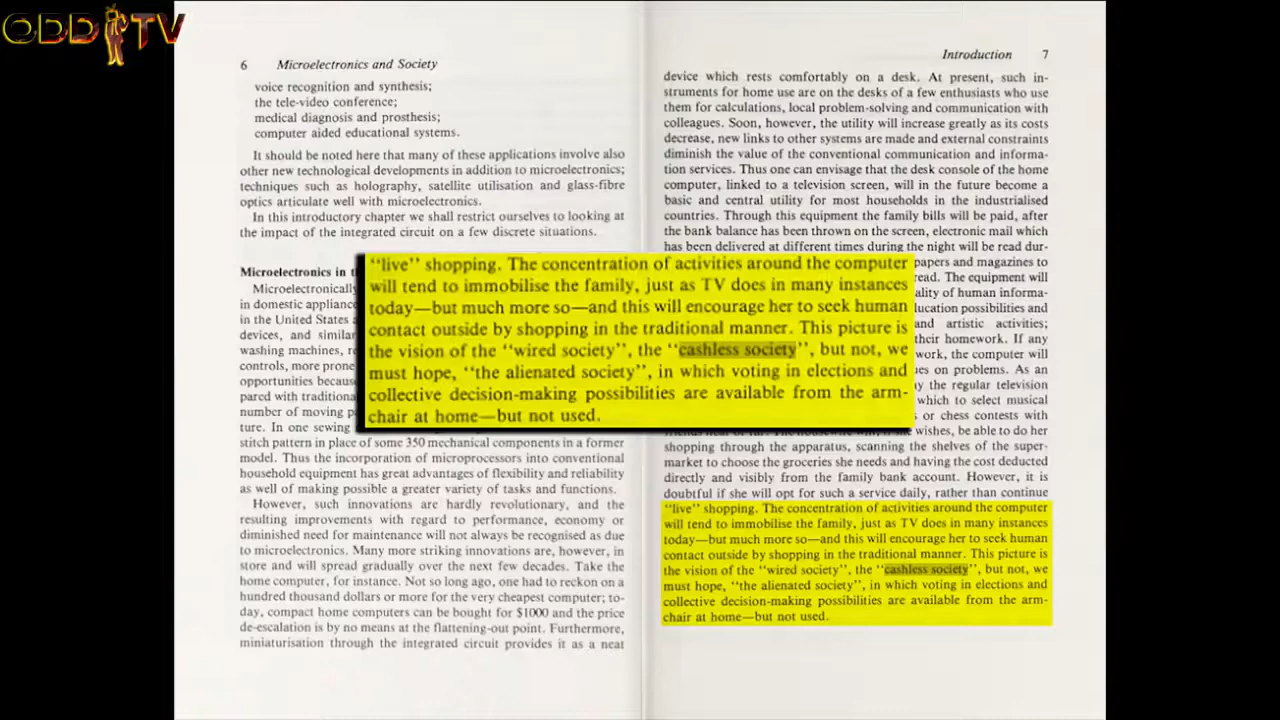 ODD TV
6 Microelectronics and Society
voice recognition and synthesis;
the tele-video conference;
medical diagnosis and prosthesis;
computer aided educational systems.
It should be noted here that many of these applications involve also
other new technological developments in addition to microelectronics;
techniques such as holography, satellite utilisation and glass-fibre
optics articulate well with microelectronics.
In this introductory chapter we shall restrict ourselves to looking at
the impact of the integrated circuit on a few discrete situations.
Microelectronics in
Microelectronically
in domestic appliance
in the United States
devices, and similar
washing machines,
controls, more prone
opportunities because
pared with traditional
number of moving
ture. In one sewing
stitch pattern in place of some 350 mechanical components in a former
model. Thus the incorporation of microprocessors into conventional
household equipment has great advantages of flexibility and reliability
as well of making possible a greater variety of tasks and functions.
However, such innovations are hardly revolutionary, and the
resulting improvements with regard to performance, economy or
diminished need for maintenance will not always be recognised as due
to microelectronics. Many more striking innovations are, however, in
store and will spread gradually over the next few decades. Take the
home computer, for instance. Not so long ago, one had to reckon on a
hundred thousand dollars or more for the very cheapest computer; to-
day, compact home computers can be bought for $1000 and the price
de-escalation is by no means at the flattening-out point. Furthermore,
miniaturisation through the integrated circuit provides it as a neat
Introduction 7
device which rests comfortably on a desk. At present, such in-
struments for home use are on the desks of a few enthusiasts who use
them for calculations, local problem-solving and communication with
colleagues. Soon, however, the utility will increase greatly as its costs
decrease, new links to other systems are made and external constraints
diminish the value of the conventional communication and informa-
tion services. Thus one can envisage that the desk console of the home
computer, linked to a television screen, will in the future become a
basic and central utility for most households in the industrialised
countries. Through this equipment the family bills will be paid, after
the bank balance has been thrown on the screen, electronic mail which
has been delivered at different times during the night will be read dur-
papers and magazines to
read. The equipment will
ality of human informa-
ducation possibilities and
and artistic activities;
their homework. If any
work, the computer will
es on problems. As an
by the regular television
which to select musical
or chess contests with
wishes, be able to do her
shopping through the apparatus, scanning the shelves of the super-
market to choose the groceries she needs and having the cost deducted
directly and visibly from the family bank account. However, it is
doubtful if she will opt for such a service daily, rather than continue
"live" shopping. The concentration of activities around the computer
will tend to immobilise the family, just as TV does in many instances
today—but much more so—and this will encourage her to seek human
contact outside by shopping in the traditional manner. This picture is
the vision of the "wired society", the "cashless society", but not, we
must hope, "the alienated society", in which voting in elections and
collective decision-making possibilities are available from the arm-
chair at home—but not used.
"live" shopping. The concentration of activities around the computer
will tend to immobilise the family, just as TV does in many instances
today—but much more so—and this will encourage her to seek human
contact outside by shopping in the traditional manner. This picture is
the vision of the "wired society", the "cashless society", but not, we
must hope, "the alienated society", in which voting in elections and
collective decision-making possibilities are available from the arm-
chair at home—but not used.